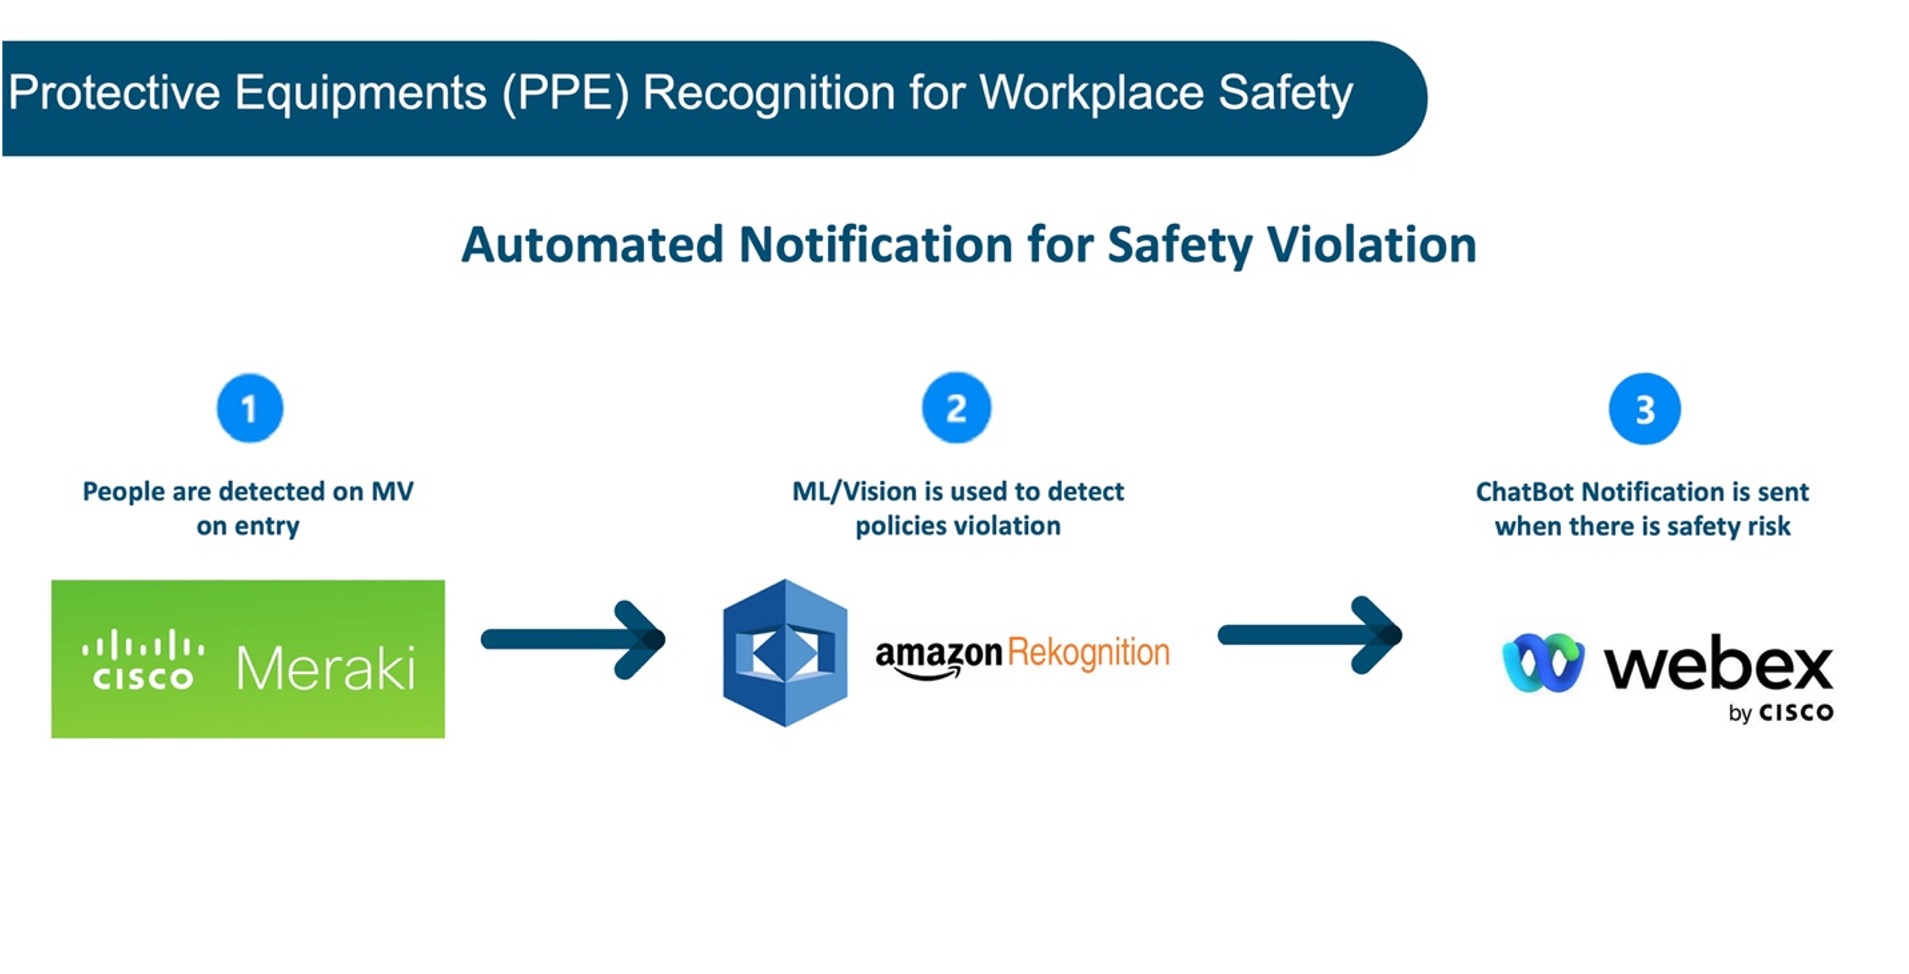 Protective Equipments (PPE) Recognition for Workplace Safety
Automated Notification for Safety Violation
1
People are detected on MV
on entry
cisco Meraki
2
ML/Vision is used to detect
policies violation
amazon Rekognition
3
ChatBot Notification is sent
when there is safety risk
webex
by CISCO